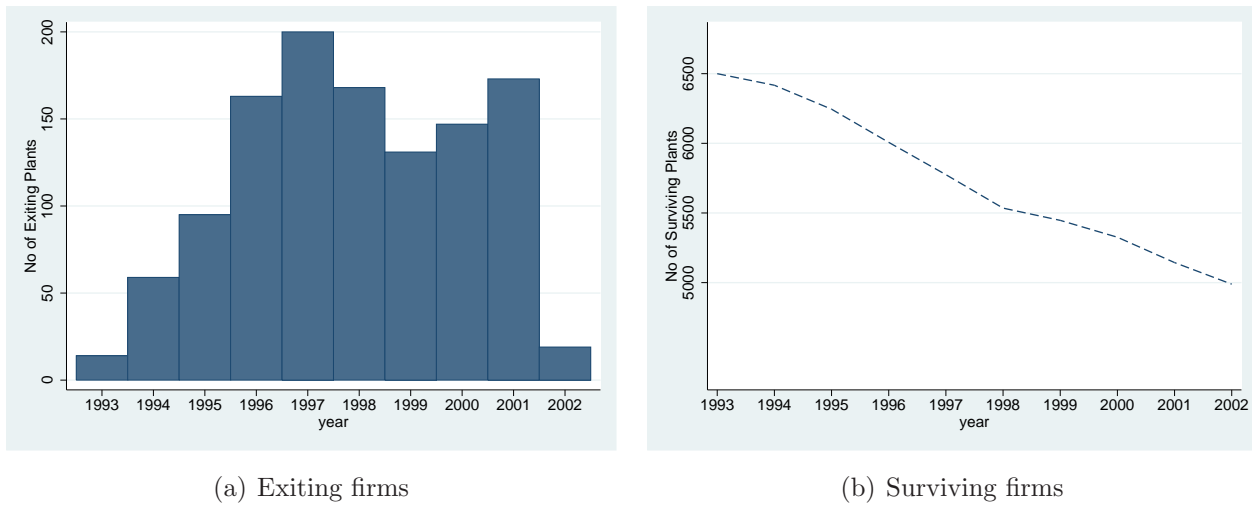 No of Exiting Plants
200
150
100
50
0
1993 1994 1995 1996 1997 1998 1999 2000 2001 2002
year
(a) Exiting firms
No of Surviving Plants
6500
6000
5500
5000
1993 1994 1995 1996 1997 1998 1999 2000 2001 2002
year
(b) Surviving firms